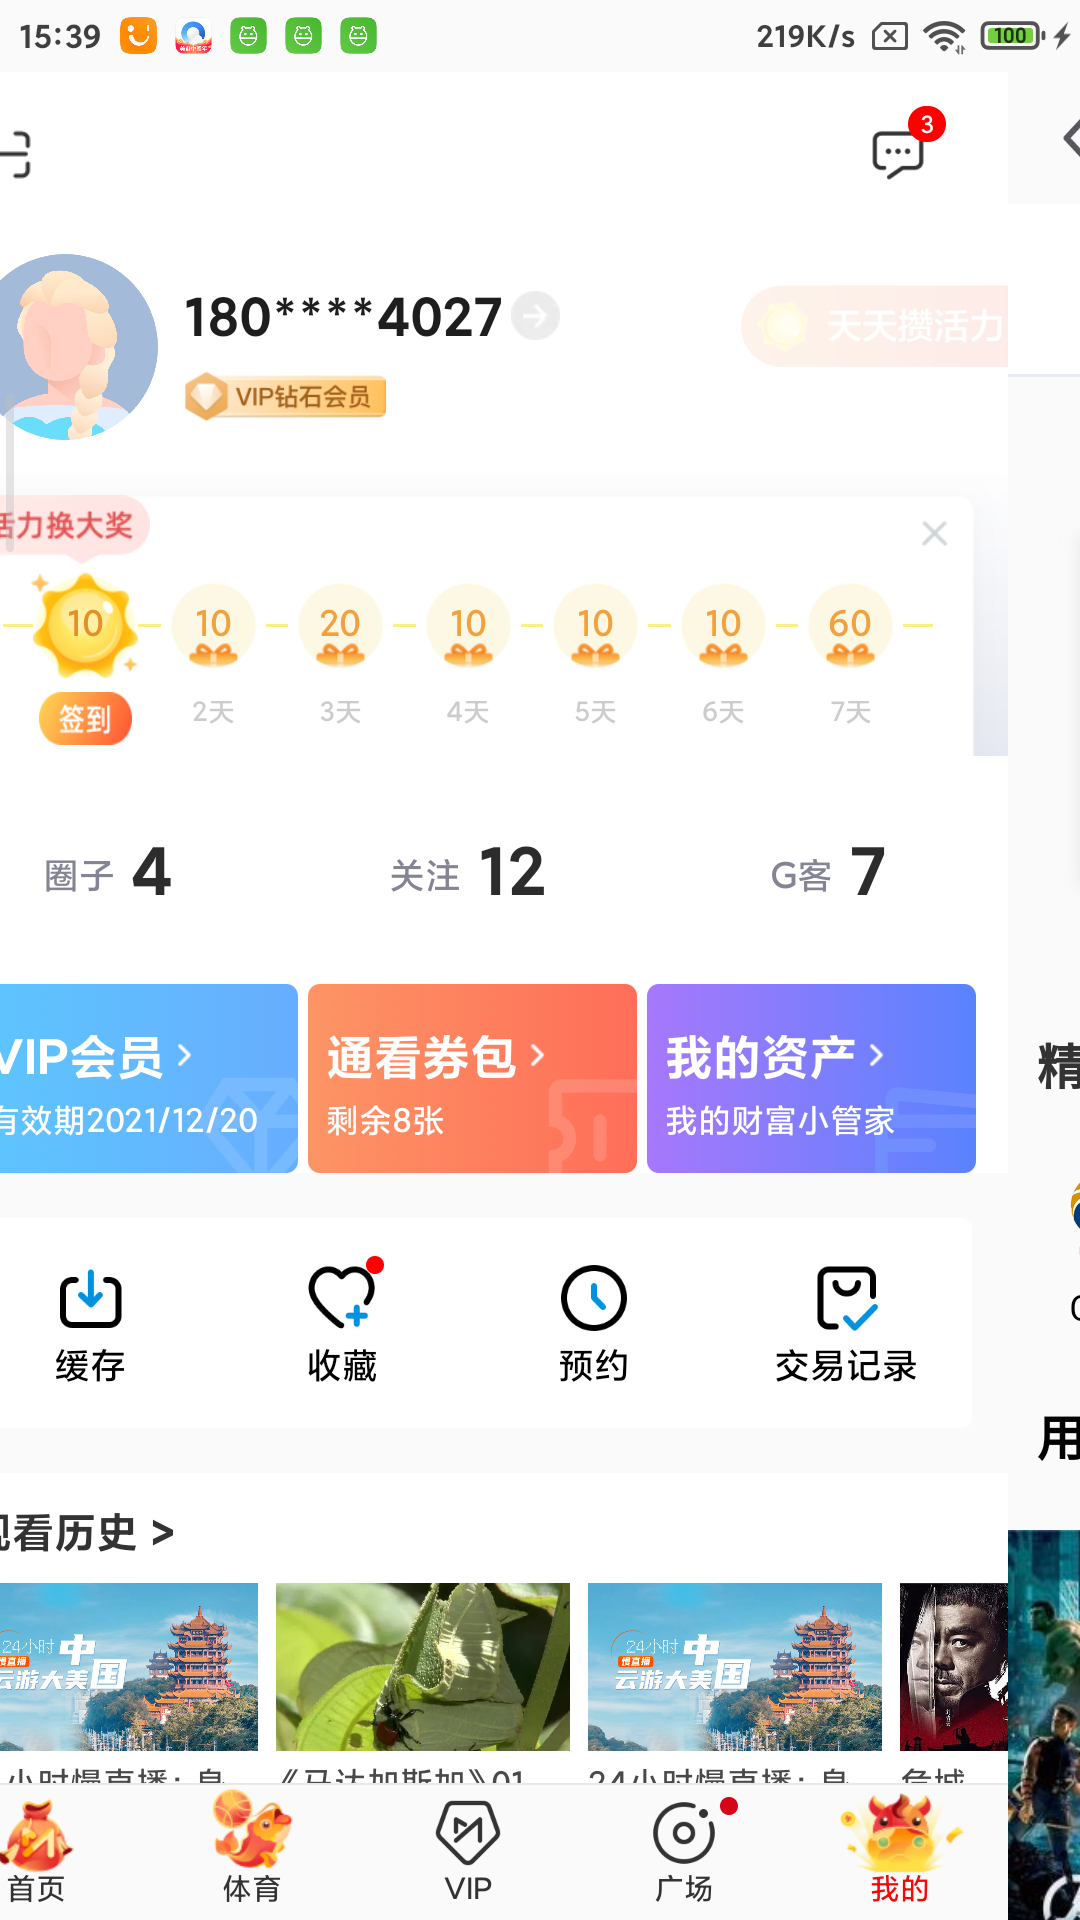 15:39
219K/s
100
3
180****4027
天天攒活力
VIP钻石会员
活力换大奖
10
10
20
10
10
10
60
签到
2天
3天
4天
5天
6天
7天
圈子 4
关注 12
G客 7
VIP会员
通看券包
我的资产
有效期2021/12/20
剩余8张
我的财富小管家
精
缓存
收藏
预约
交易记录
用
观看历史 >
24小时
慢直播
中国
云游大美
24小时
慢直播
中国
云游大美
小时慢直播：身
《马达加斯加》01
24小时慢直播：身
危城
首页
体育
VIP
广场
我的